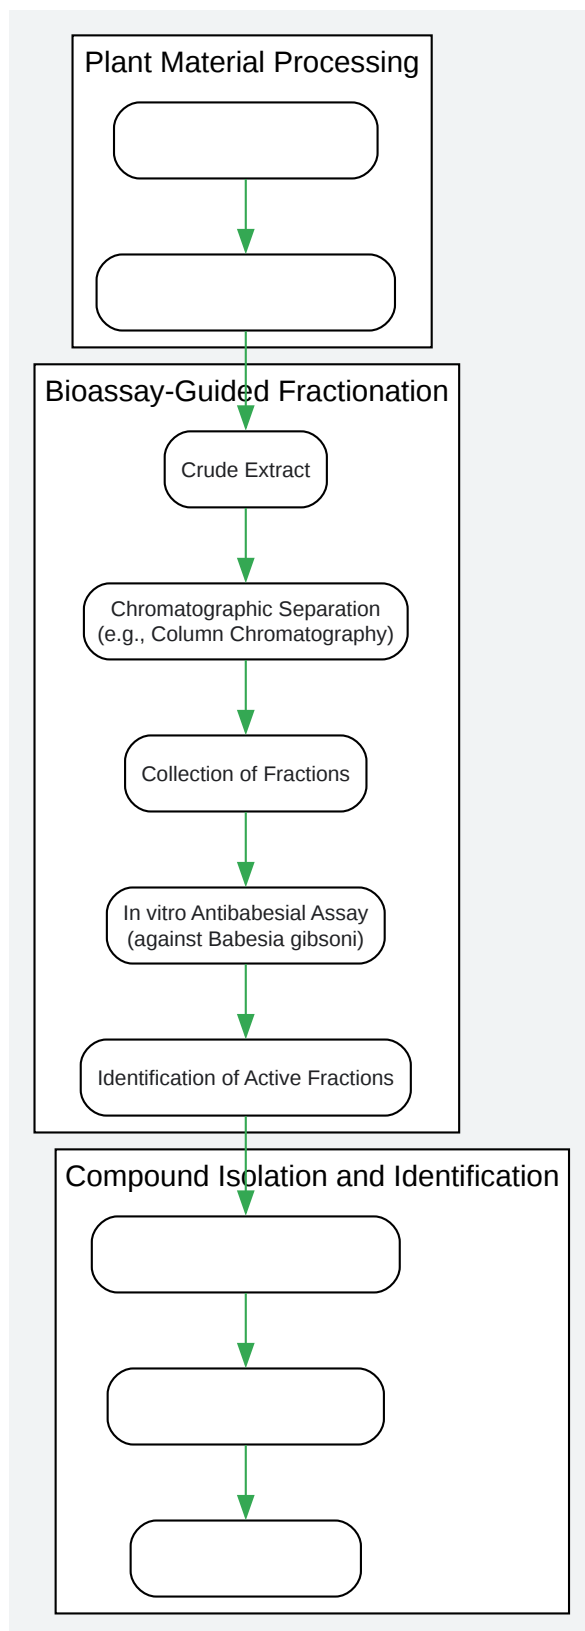 Plant Material Processing
Bioassay-Guided Fractionation
Crude Extract
Chromatographic Separation
(e.g., Column Chromatography)
Collection of Fractions
In vitro Antibabesial Assay
(against Babesia gibsoni)
Identification of Active Fractions
Compound Isolation and Identification